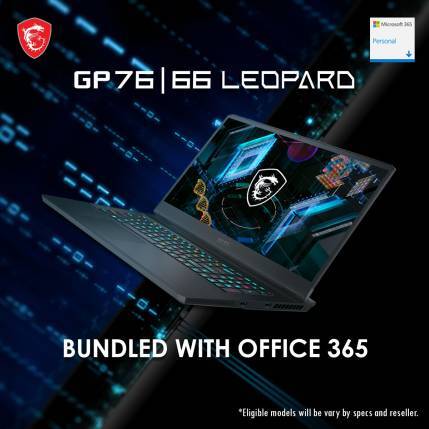 Microsoft 365
Personal
GP76|66 LEOPARD
BUNDLED WITH OFFICE 365
*Eligible models will be vary by specs and reseller.